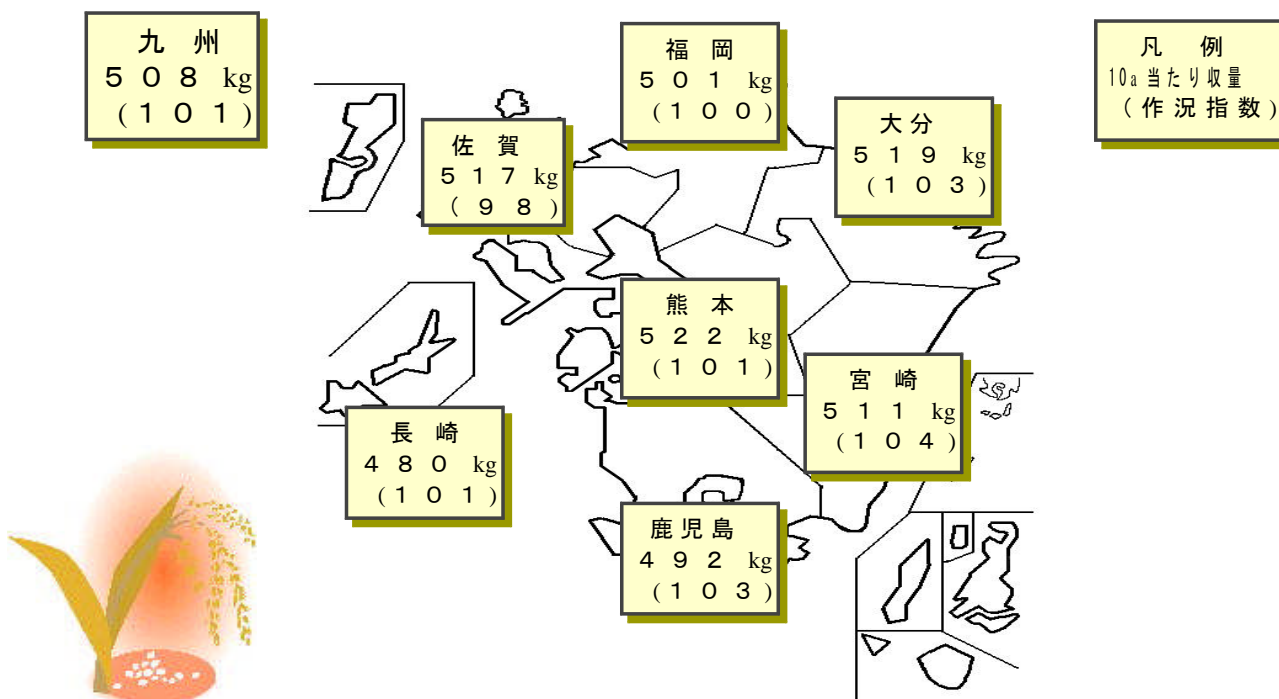 九州
508 kg
(101)
福岡
501 kg
(100)
凡例
10a当たり収量
(作況指数)
大分
519 kg
(103)
佐賀
517 kg
(98)
熊本
522 kg
(101)
宮崎
511 kg
(104)
長崎
480 kg
(101)
鹿児島
492 kg
(103)